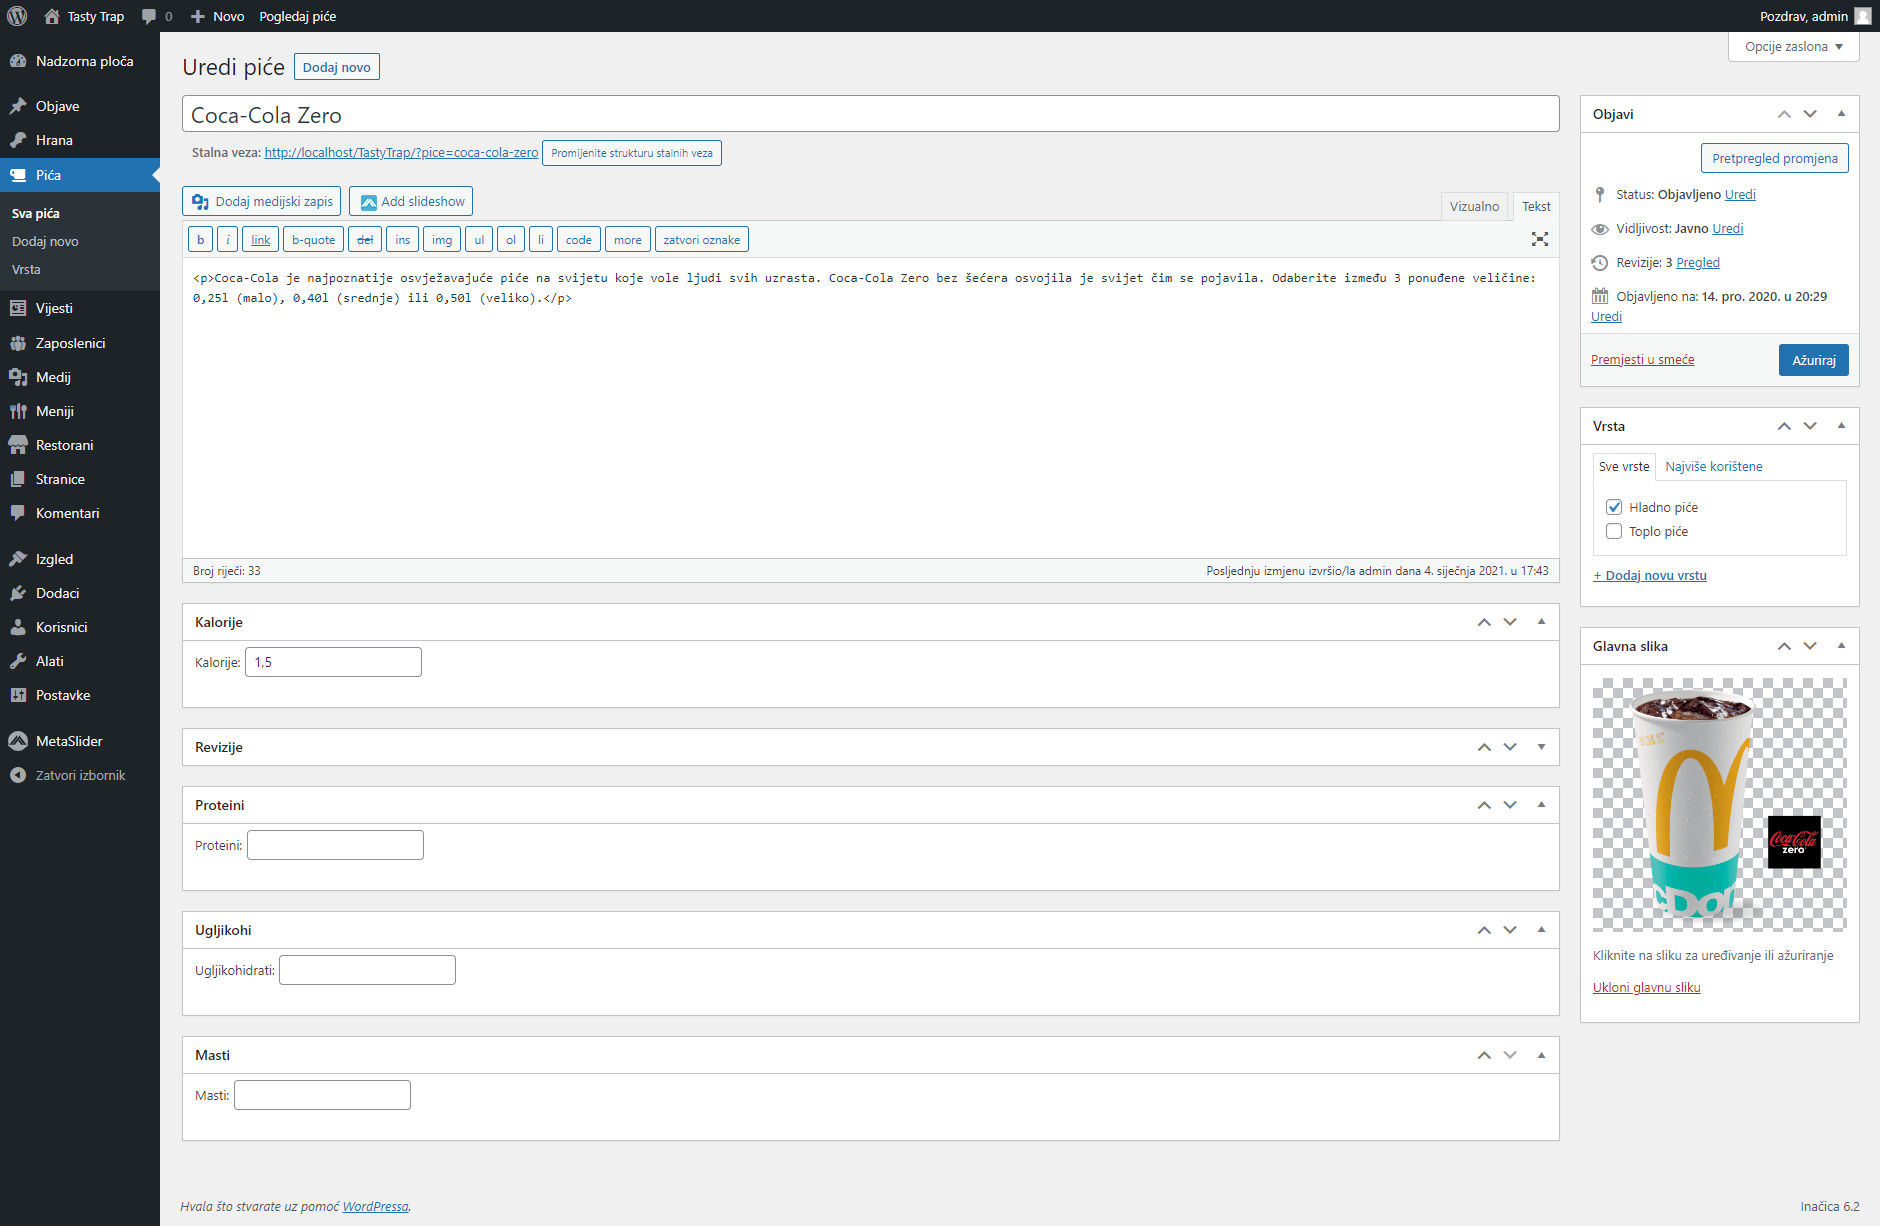 Tasty Trap
0
Novo
Pogledaj piće
Pozdrav, admin
Nadzorna ploča
Objave
Hrana
Pića
Sva pića
Dodaj novo
Vrsta
Vijesti
Zaposlenici
Medij
Meniji
Restorani
Stranice
Komentari
Izgled
Dodaci
Korisnici
Alati
Postavke
MetaSlider
Zatvori izbornik
Opcije zaslona
Uredi piće
Dodaj novo
Coca-Cola Zero
Stalna veza: http://localhost/TastyTrap/?pice=coca-cola-zero Promijenite strukturu stalnih veza
Dodaj medijski zapis
Add slideshow
Vizualno
Tekst
b i link b-quote del ins img ul ol li code more zatvori oznake
<p>Coca-Cola je najpoznatije osvježavajuće piće na svijetu koje vole ljudi svih uzrasta. Coca-Cola Zero bez šećera osvojila je svijet čim se pojavila. Odaberite između 3 ponuđene veličine:
0,25l (malo), 0,40l (srednje) ili 0,50l (veliko).</p>
Broj riječi: 33
Posljednju izmjenu izvršio/la admin dana 4. siječnja 2021. u 17:43
Kalorije
Kalorije: 1,5
Revizije
Proteini
Proteini:
Ugljikohi
Ugljikohidrati:
Masti
Masti:
Objavi
Pretpregled promjena
Status: Objavljeno Uredi
Vidljivost: Javno Uredi
Revizije: 3 Pregled
Objavljeno na: 14. pro. 2020. u 20:29
Uredi
Premjesti u smeće
Ažuriraj
Vrsta
Sve vrste
Najviše korištene
Hladno piće
Toplo piće
+ Dodaj novu vrstu
Glavna slika
Coca-Cola
zero
Kliknite na sliku za uređivanje ili ažuriranje
Ukloni glavnu sliku
Hvala što stvarate uz pomoć WordPressa.
Inačica 6.2